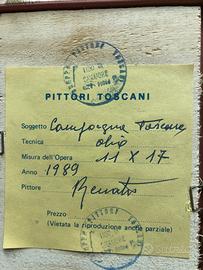 PITTORI TOSCANI
Soggetto Campagna Toscana
Tecnica olio
Misura dell'Opera 11 X 17
Anno 1989
Pittore Renato
Prezzo
(Vietata la riproduzione anche parziale)